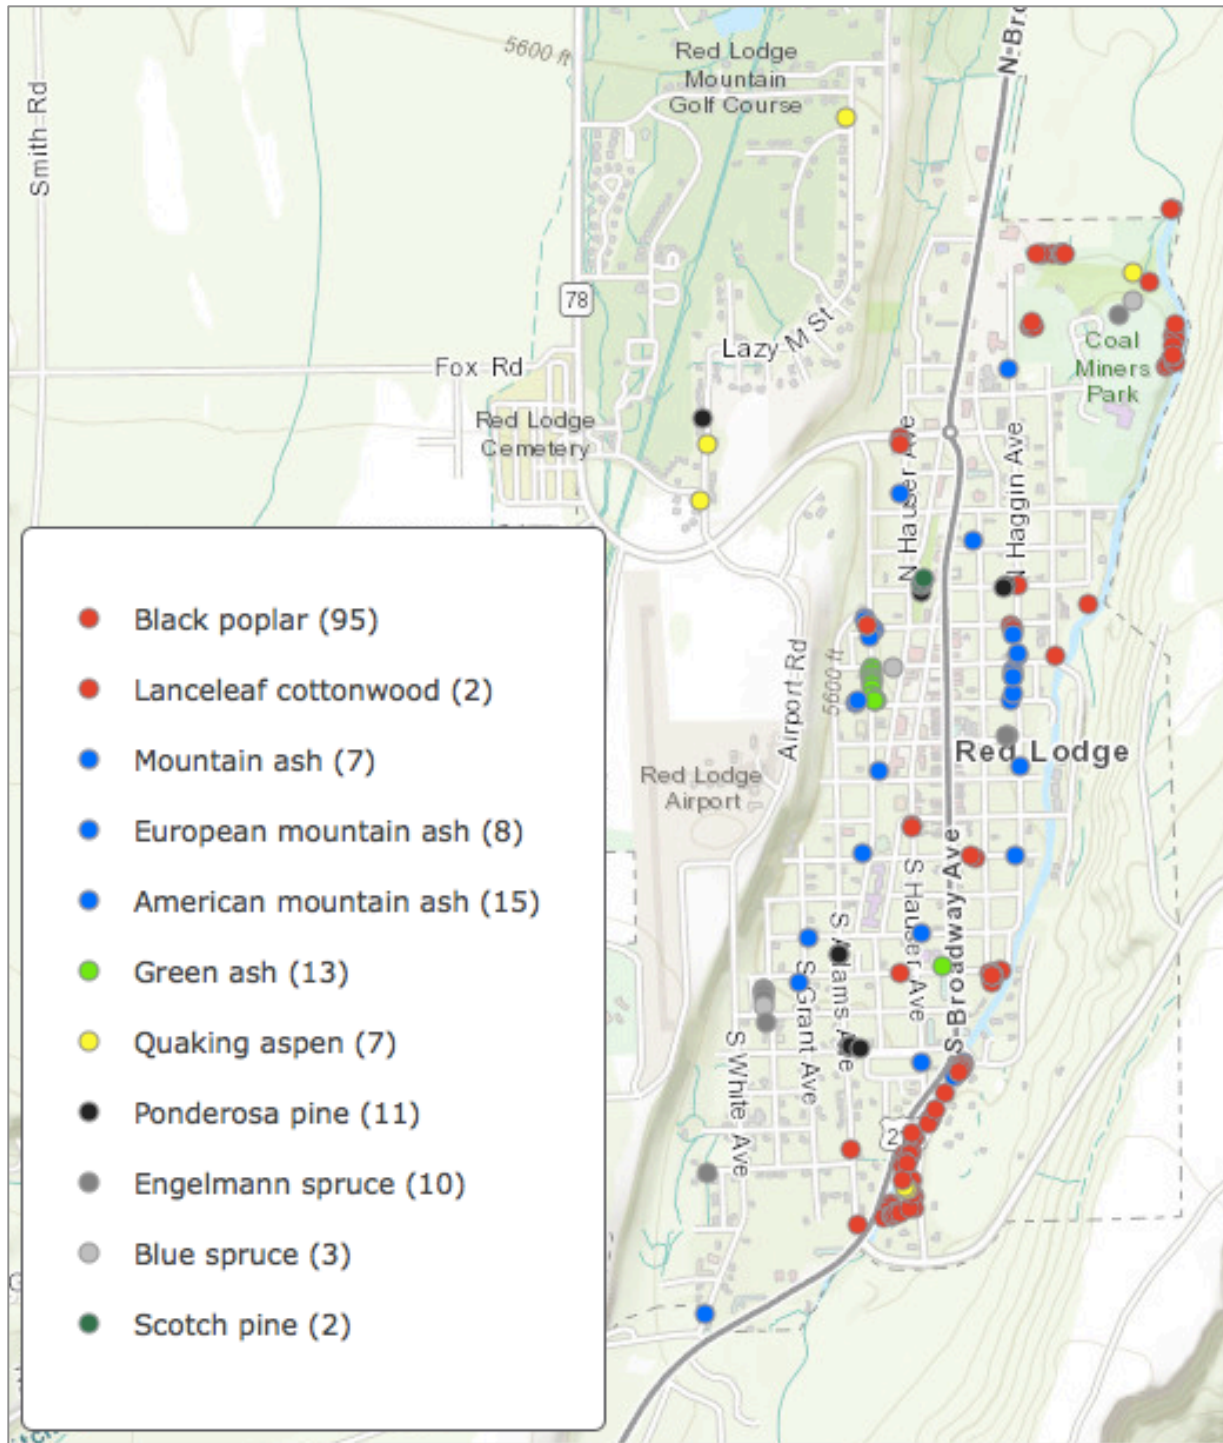 5600 ft
Red Lodge
Mountain
Golf Course
N Bro
Smith Rd
78
Lazy M St
Fox Rd
Coal
Miners
Park
Red Lodge
Cemetery
N Hauser Ave
N Haggin Ave
Airport Rd
5600 ft
Red Lodge
Red Lodge
Airport
S Hauser Ave
S Broadway Ave
S Adams Ave
S Grant Ave
S White Ave
2
Black poplar (95)
Lanceleaf cottonwood (2)
Mountain ash (7)
European mountain ash (8)
American mountain ash (15)
Green ash (13)
Quaking aspen (7)
Ponderosa pine (11)
Engelmann spruce (10)
Blue spruce (3)
Scotch pine (2)